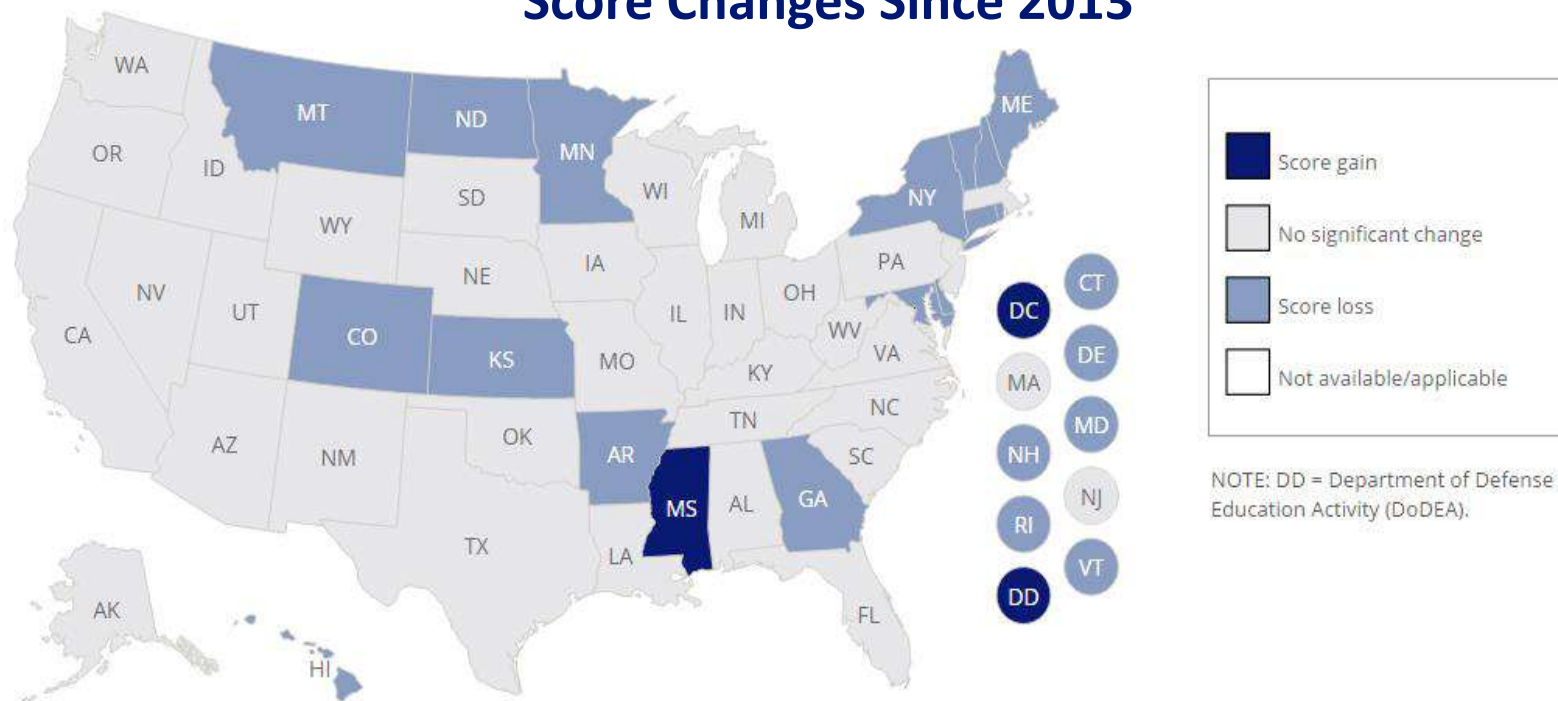 Score Changes Since 2013
WA
MT
ND
MN
ME
OR
ID
SD
WI
NY
WY
MI
NE
IA
PA
NV
UT
IL
IN
OH
CA
CO
KS
MO
WV
VA
KY
AZ
NM
OK
AR
TN
NC
SC
MS
AL
GA
TX
LA
FL
AK
HI
CT
DC
DE
MA
MD
NH
NJ
RI
VT
DD
Score gain
No significant change
Score loss
Not available/applicable
NOTE: DD = Department of Defense
Education Activity (DoDEA).